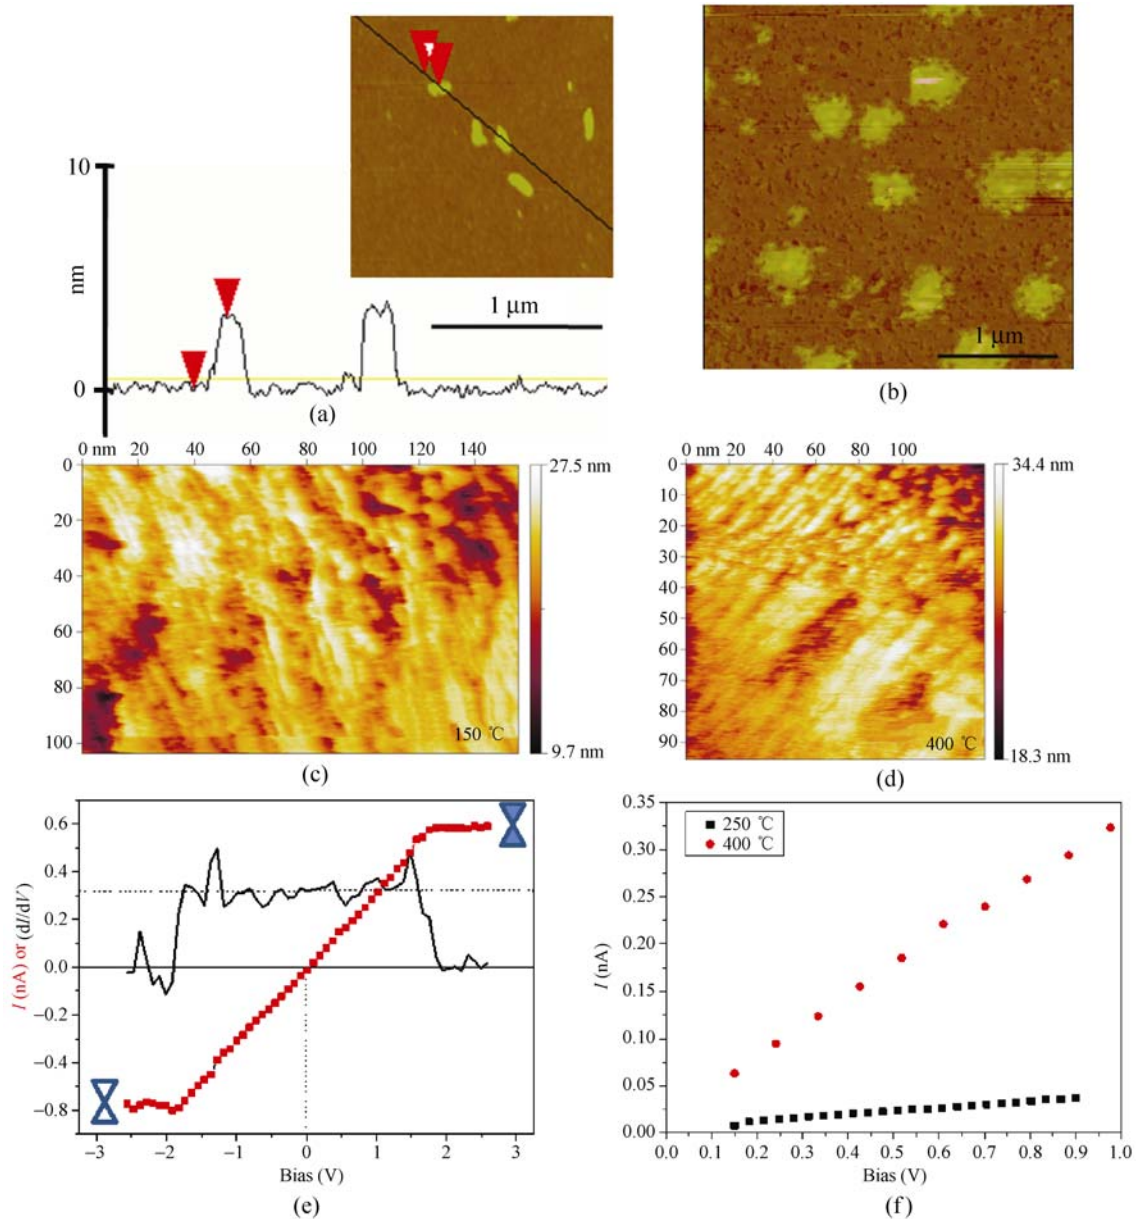 10
nm
0
1 μm
(a)
1 μm
(b)
0 nm 20 40 60 80 100 120 140
0
20
40
60
80
100
27.5 nm
9.7 nm
150 ℃
(c)
0 nm 20 40 60 80 100
0
10
20
30
40
50
60
70
80
90
34.4 nm
18.3 nm
400 ℃
(d)
I (nA) or (dI/dV)
0.6
0.4
0.2
0.0
−0.2
−0.4
−0.6
−0.8
−3 −2 −1 0 1 2 3
Bias (V)
(e)
I (nA)
0.35
0.30
0.25
0.20
0.15
0.10
0.05
0.00
250 ℃
400 ℃
0.0 0.1 0.2 0.3 0.4 0.5 0.6 0.7 0.8 0.9 1.0
Bias (V)
(f)